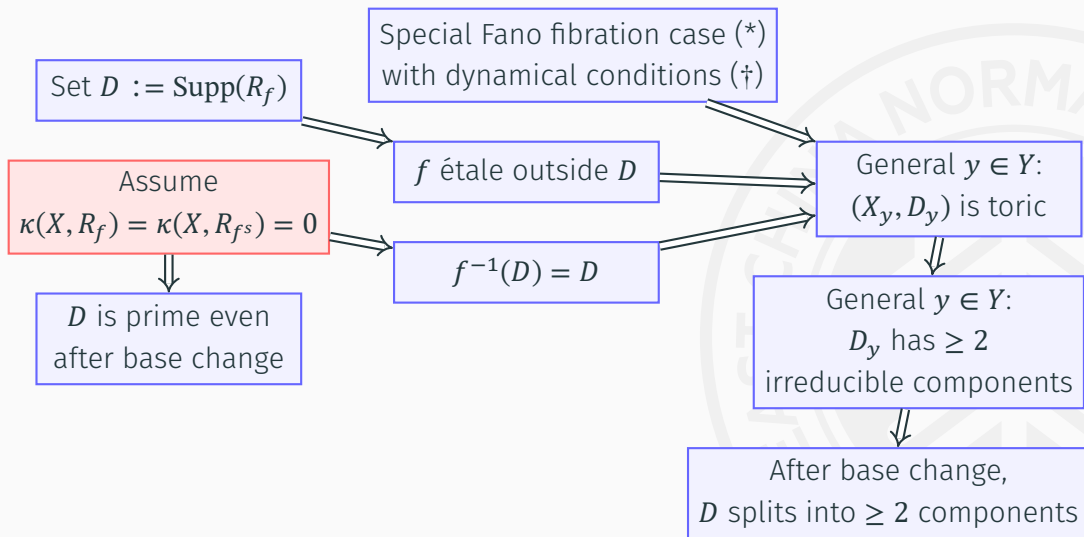 Special Fano fibration case (*)
with dynamical conditions (†)
Set D := Supp(R_f)
f étale outside D
General y ∈ Y:
(X_y, D_y) is toric
Assume
κ(X, R_f) = κ(X, R_{f^s}) = 0
f⁻¹(D) = D
D is prime even
after base change
General y ∈ Y:
D_y has ≥ 2
irreducible components
After base change,
D splits into ≥ 2 components